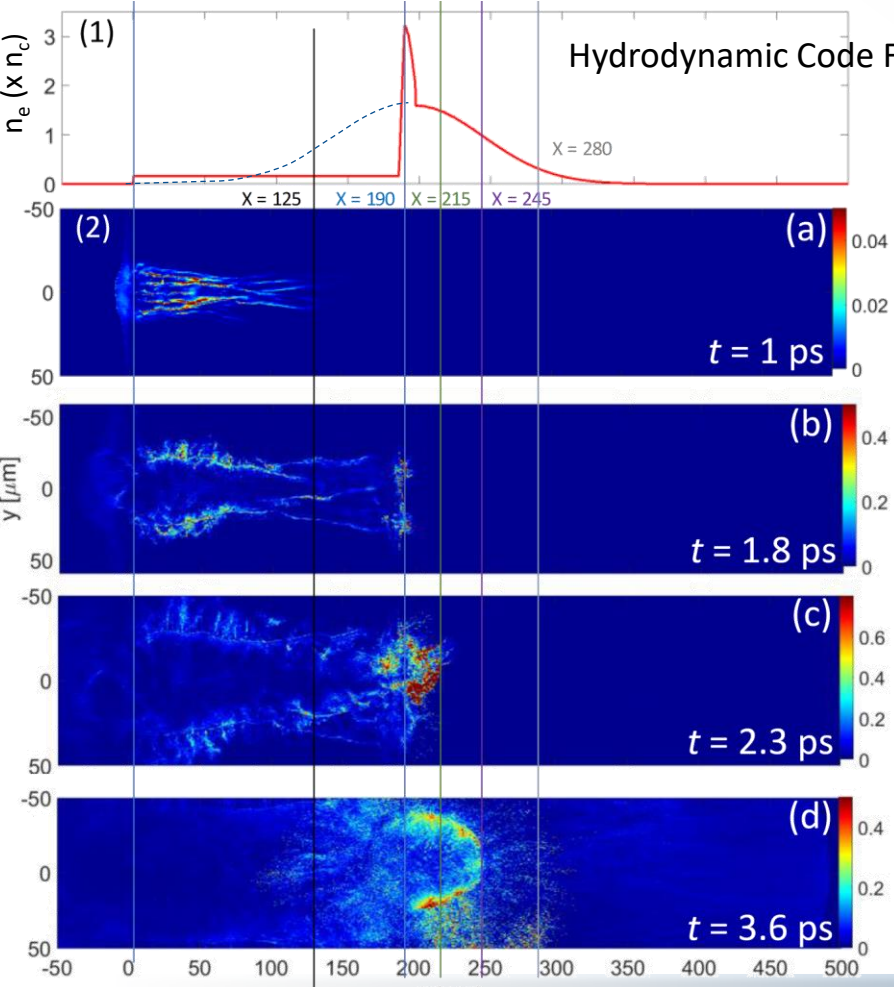 (1)
Hydrodynamic Code F
nₑ (x n꜀)
3
2
1
0
X = 280
X = 125 X = 190 X = 215 X = 245
-50
0
50
(2)
(a)
t = 1 ps
0.04
0.02
0
-50
0
50
(b)
t = 1.8 ps
0.4
0.2
0
y [μm]
-50
0
50
(c)
t = 2.3 ps
0.6
0.4
0.2
0
-50
0
50
(d)
t = 3.6 ps
0.4
0.2
0
-50 0 50 100 150 200 250 300 350 400 450 500